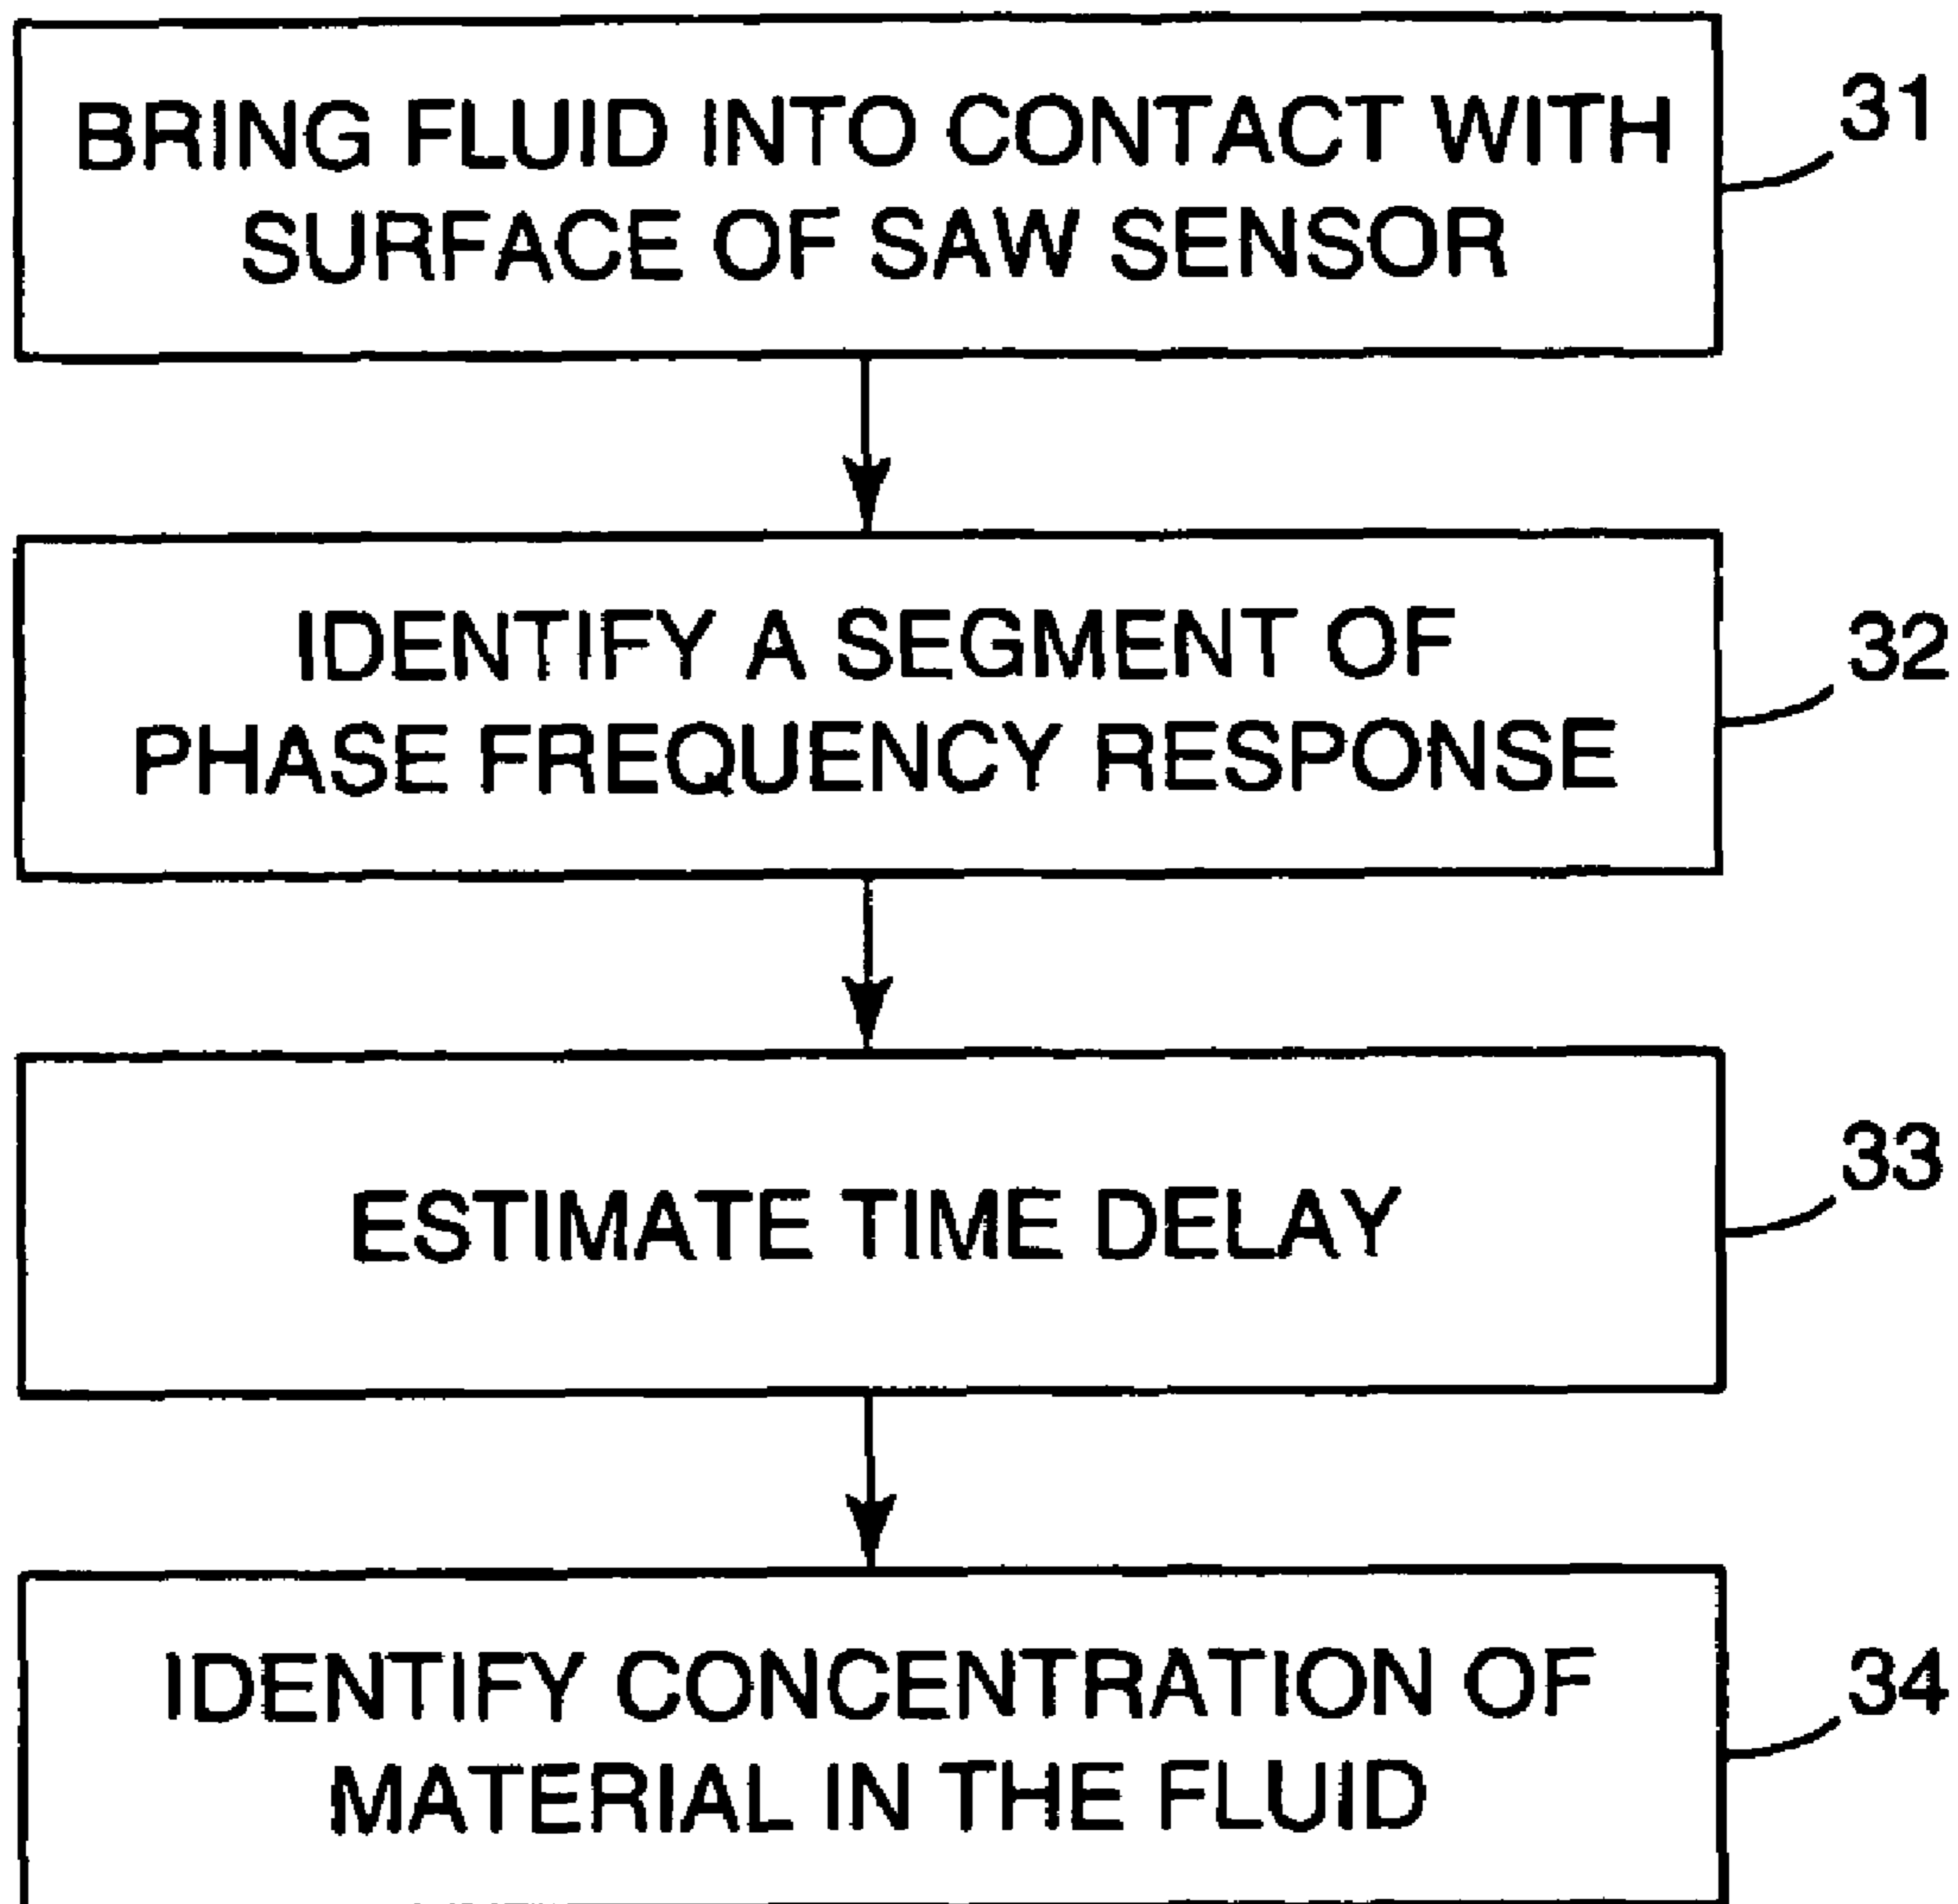 BRING FLUID INTO CONTACT WITH
SURFACE OF SAW SENSOR
31
IDENTIFY A SEGMENT OF
PHASE FREQUENCY RESPONSE
32
ESTIMATE TIME DELAY
33
IDENTIFY CONCENTRATION OF
MATERIAL IN THE FLUID
34